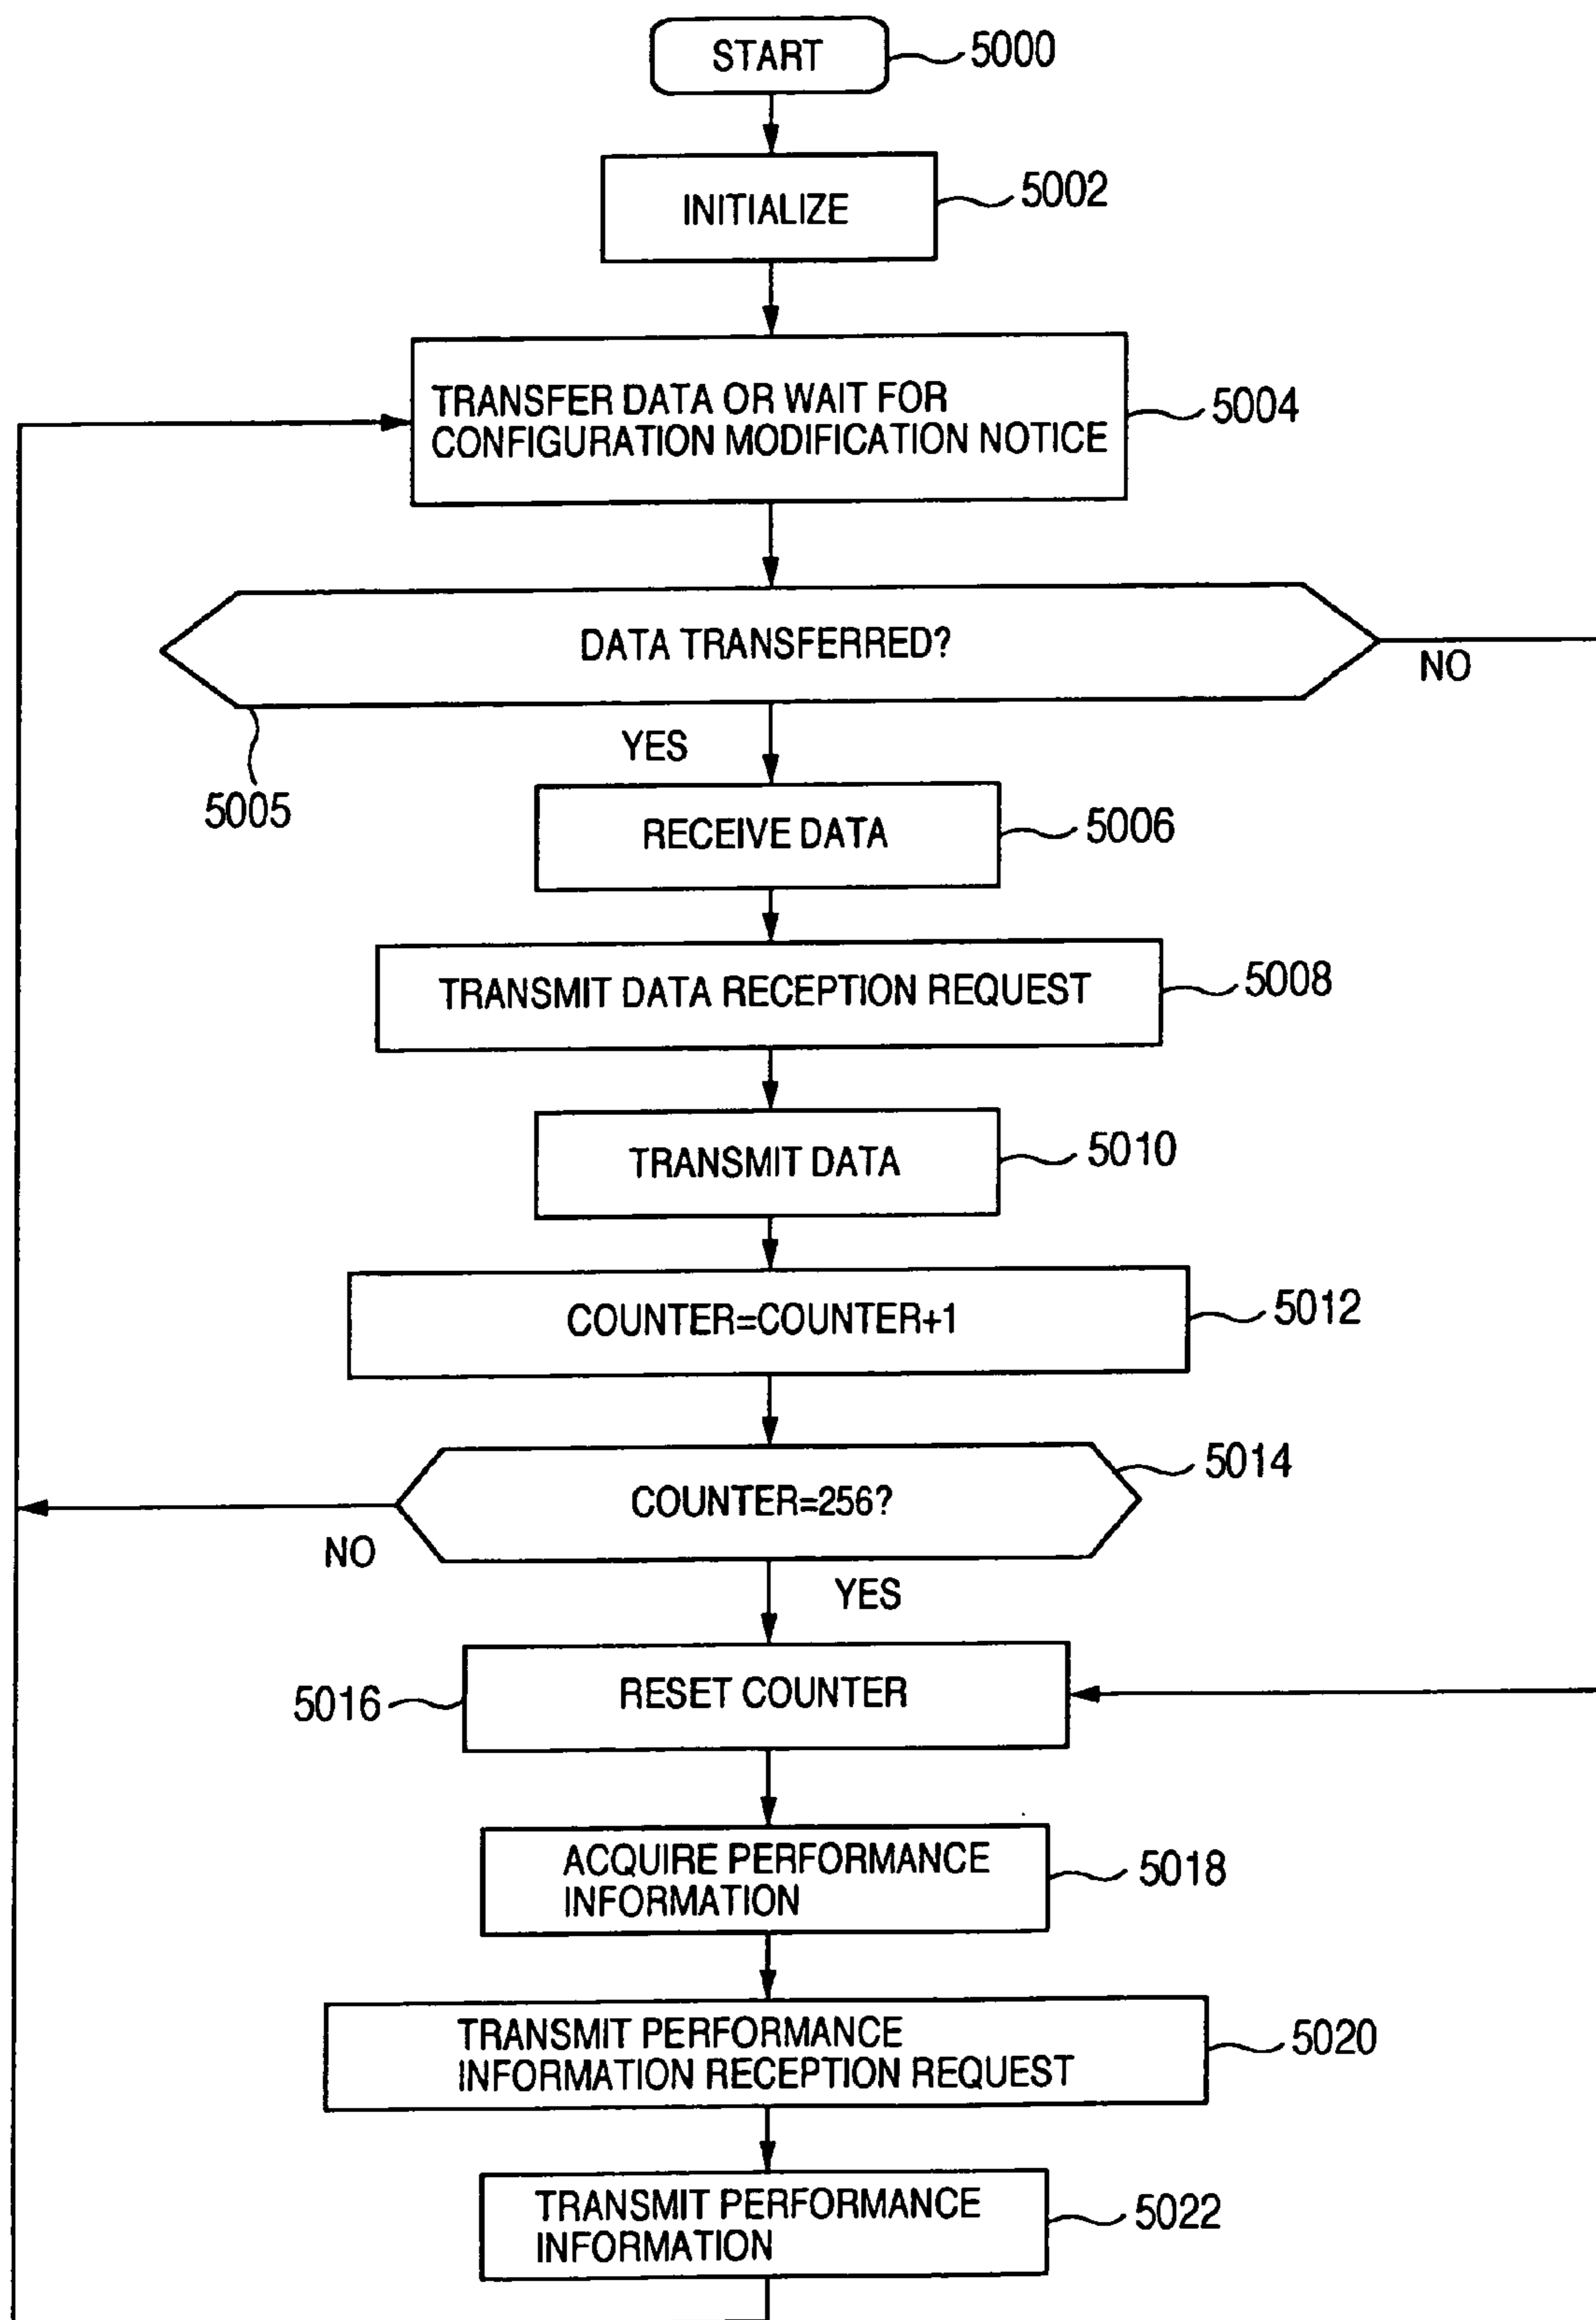 START
5000
INITIALIZE
5002
TRANSFER DATA OR WAIT FOR
CONFIGURATION MODIFICATION NOTICE
5004
DATA TRANSFERRED?
NO
YES
5005
RECEIVE DATA
5006
TRANSMIT DATA RECEPTION REQUEST
5008
TRANSMIT DATA
5010
COUNTER=COUNTER+1
5012
COUNTER=256?
5014
NO
YES
5016
RESET COUNTER
ACQUIRE PERFORMANCE
INFORMATION
5018
TRANSMIT PERFORMANCE
INFORMATION RECEPTION REQUEST
5020
TRANSMIT PERFORMANCE
INFORMATION
5022